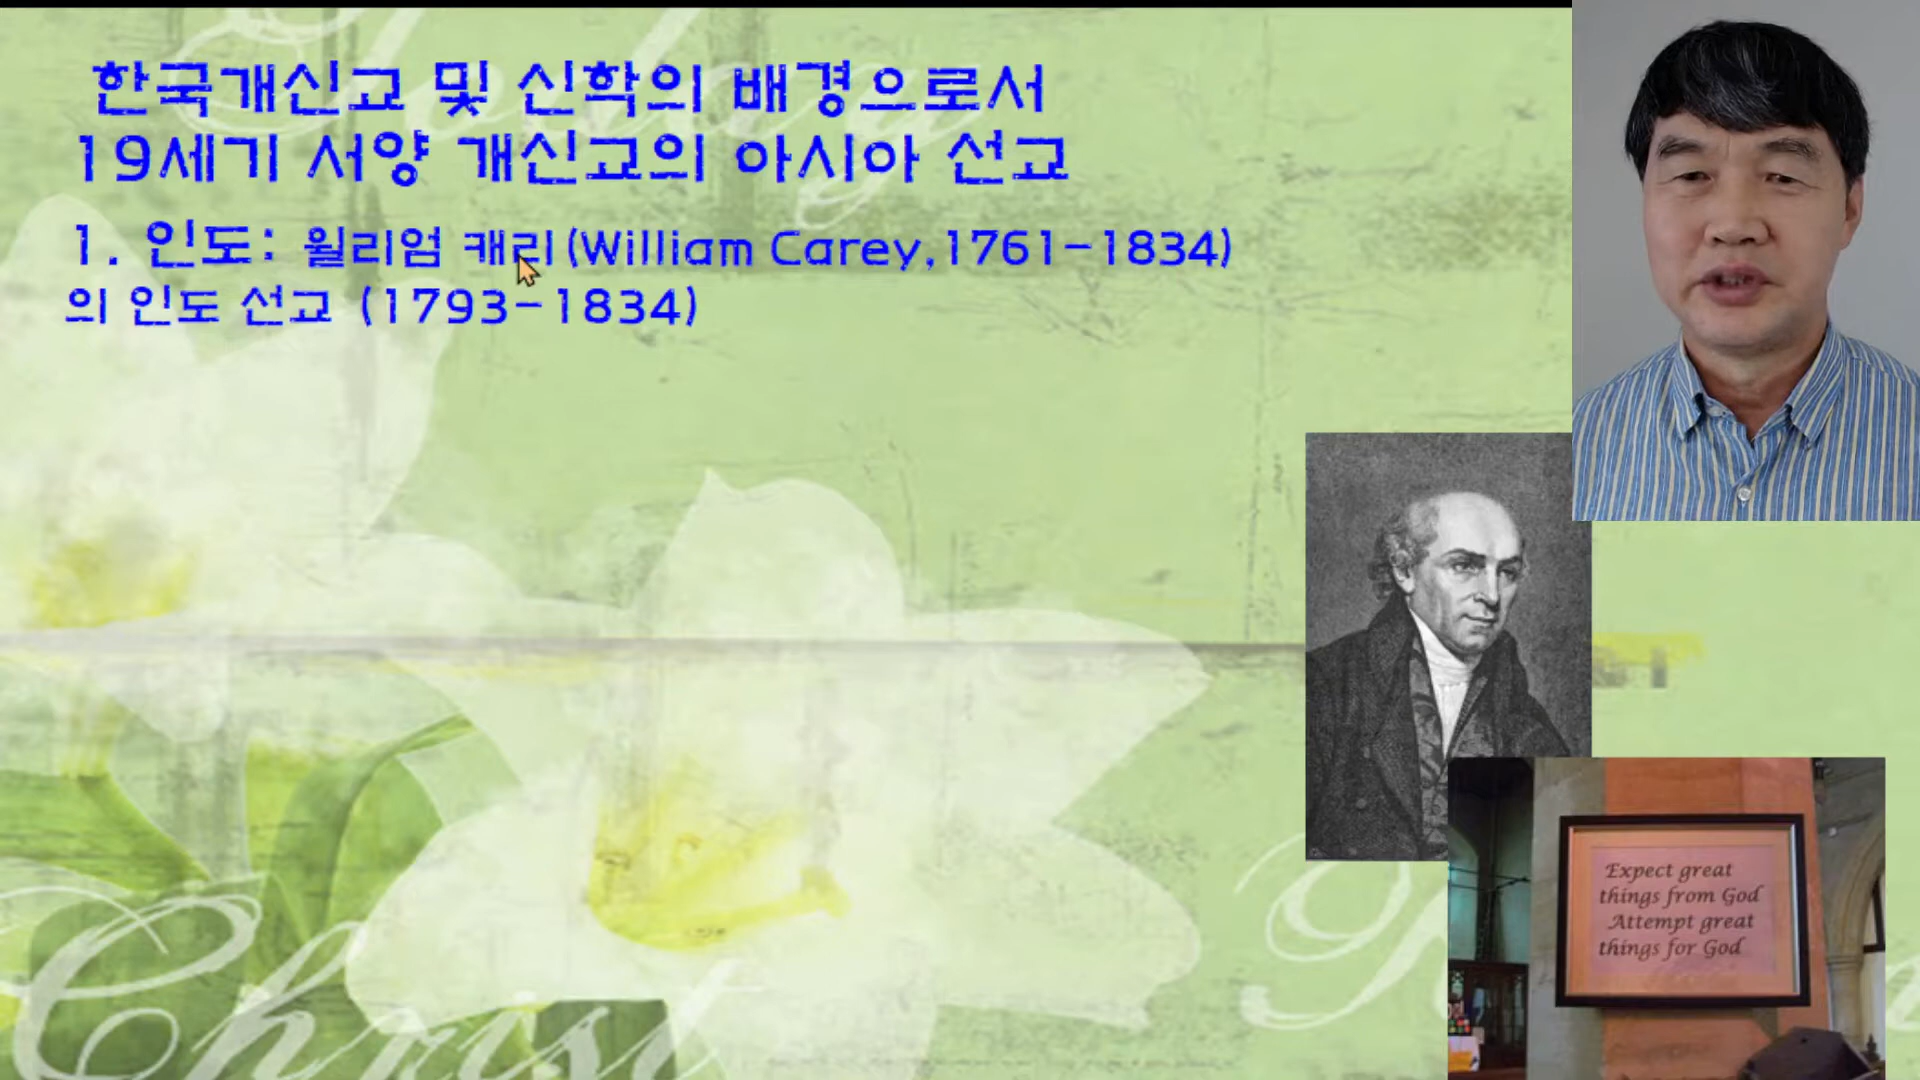 한국개신교 및 신학의 배경으로서
19세기 서양 개신교의 아시아 선교
1. 인도: 윌리엄 캐리(William Carey,1761-1834)
의 인도 선교 (1793-1834)
Expect great
things from God
Attempt great
things for God
Christ